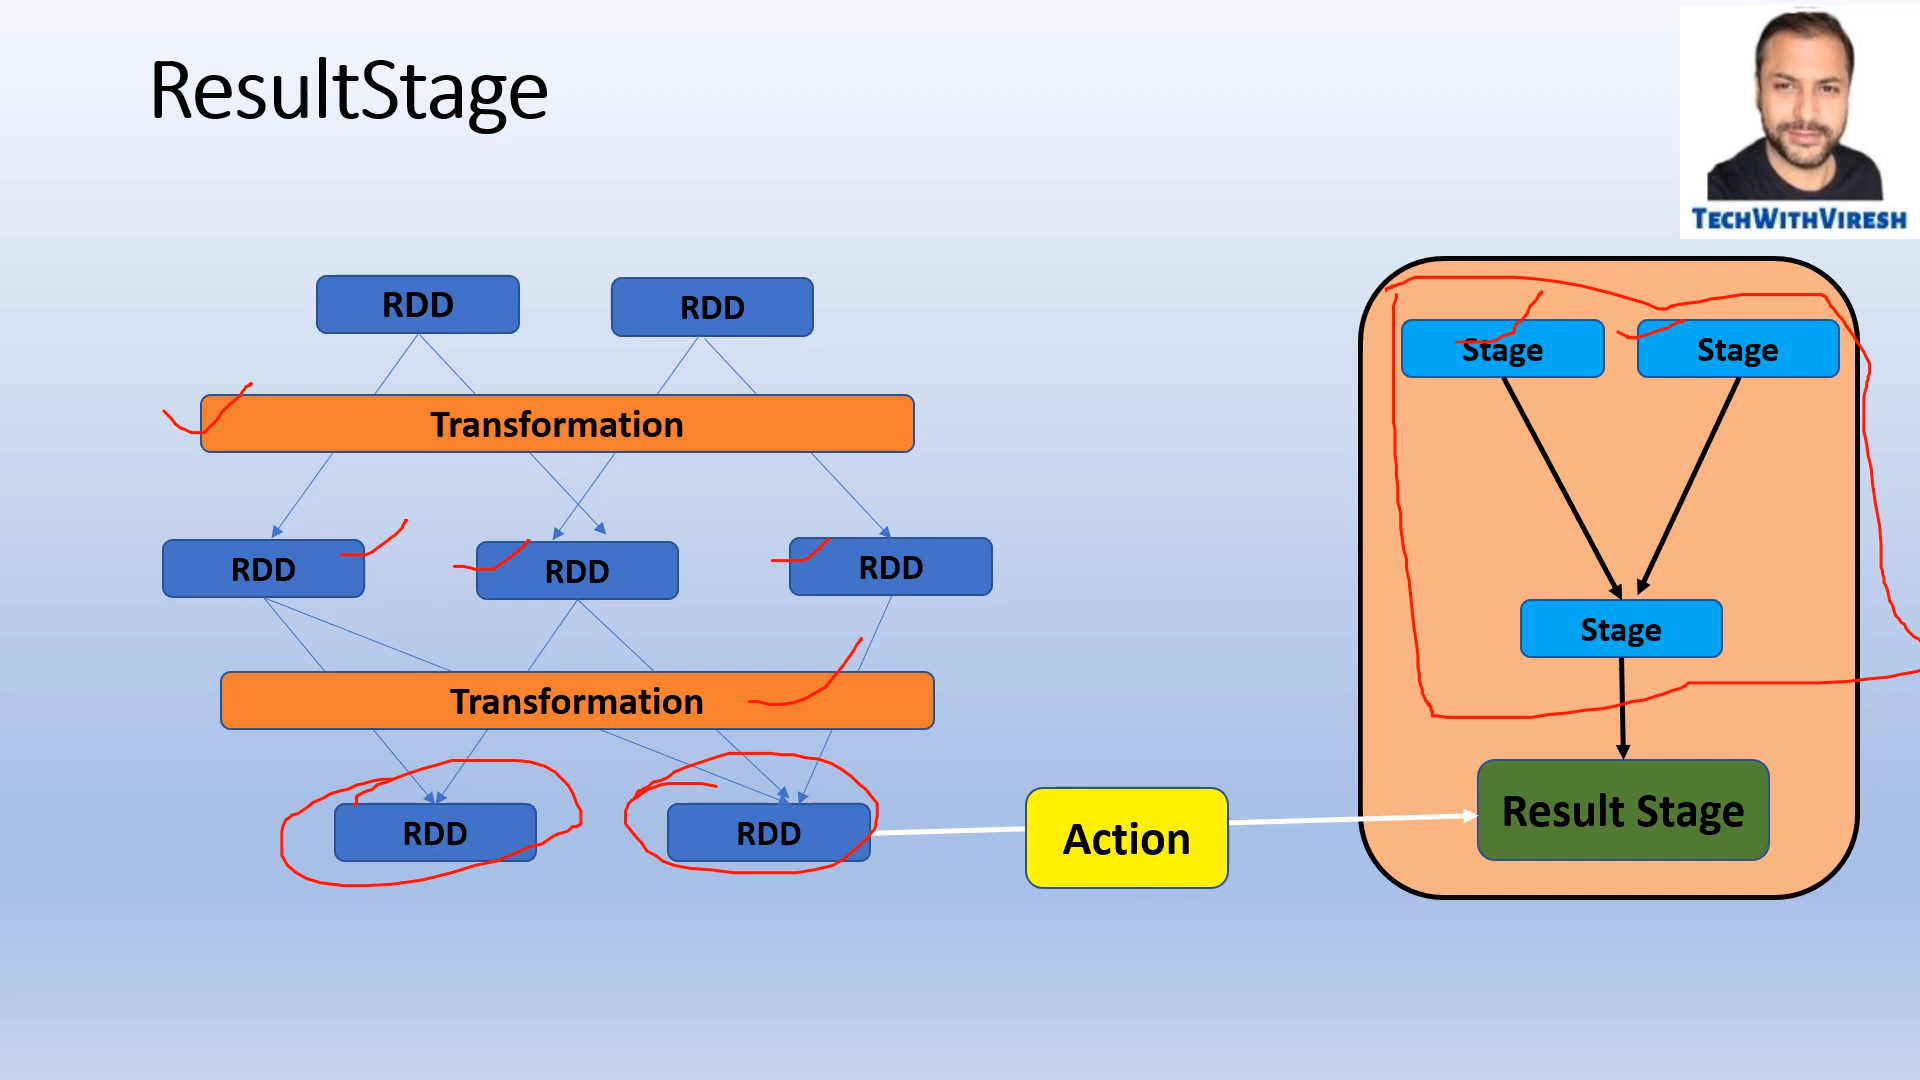 ResultStage
TECHWITHVIRESH
RDD
RDD
Transformation
RDD
RDD
RDD
Transformation
RDD
RDD
Action
Stage
Stage
Stage
Result Stage